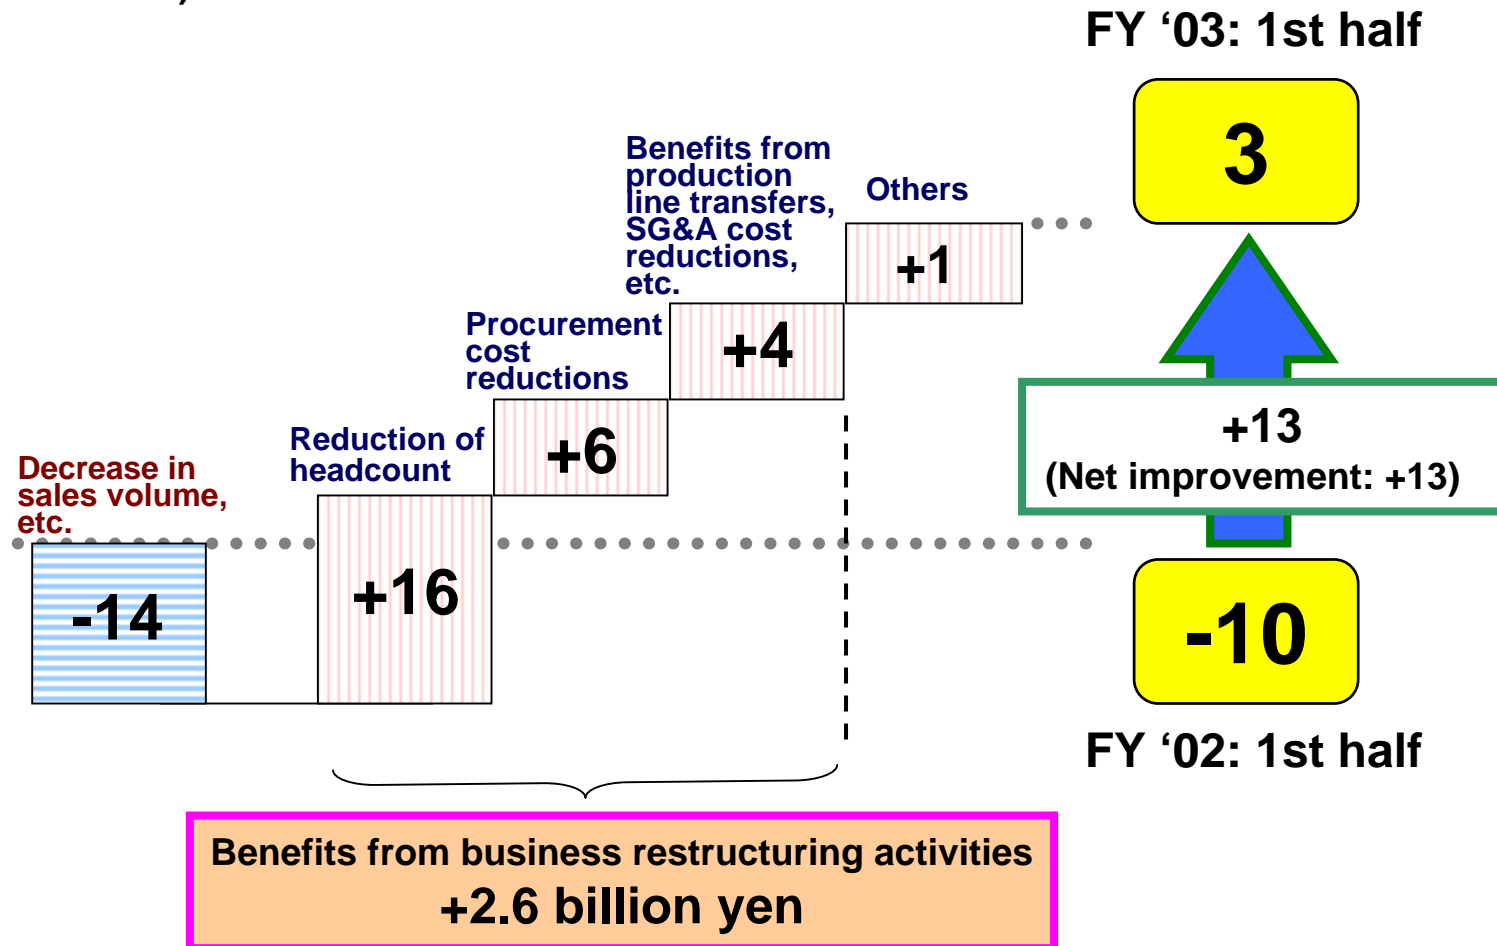 FY ‘03: 1st half
3
Benefits from
production
line transfers,
SG&A cost
reductions,
etc.
Others
+1
+4
Procurement
cost
reductions
+6
Reduction of
headcount
+16
Decrease in
sales volume,
etc.
-14
+13
(Net improvement: +13)
-10
FY ‘02: 1st half
Benefits from business restructuring activities
+2.6 billion yen